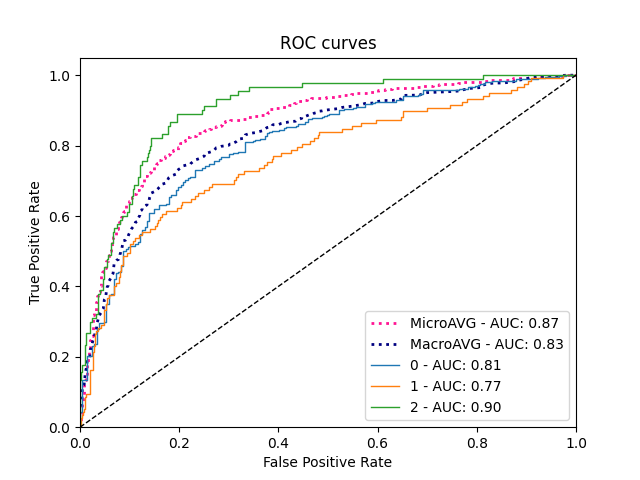 ROC curves
1.0
0.8
0.6
0.4
0.2
0.0
True Positive Rate
MicroAVG - AUC: 0.87
MacroAVG - AUC: 0.83
0 - AUC: 0.81
1 - AUC: 0.77
2 - AUC: 0.90
0.0 0.2 0.4 0.6 0.8 1.0
False Positive Rate